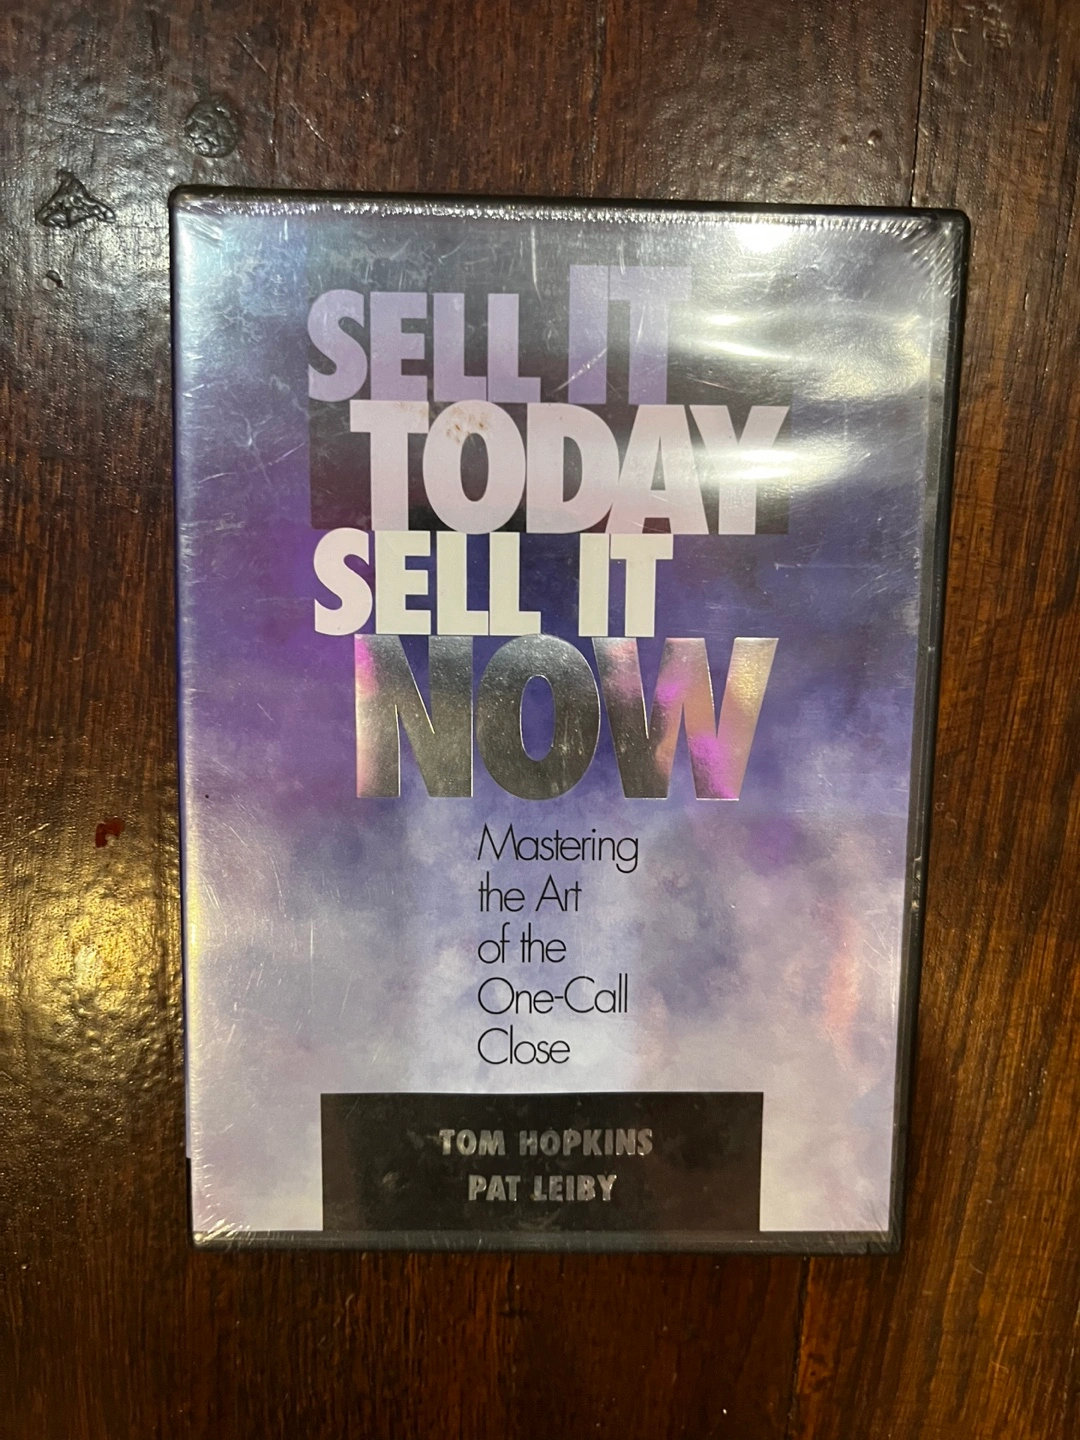 SELL IT
TODAY
SELL IT
NOW
Mastering
the Art
of the
One-Call
Close
TOM HOPKINS
PAT LEIBY